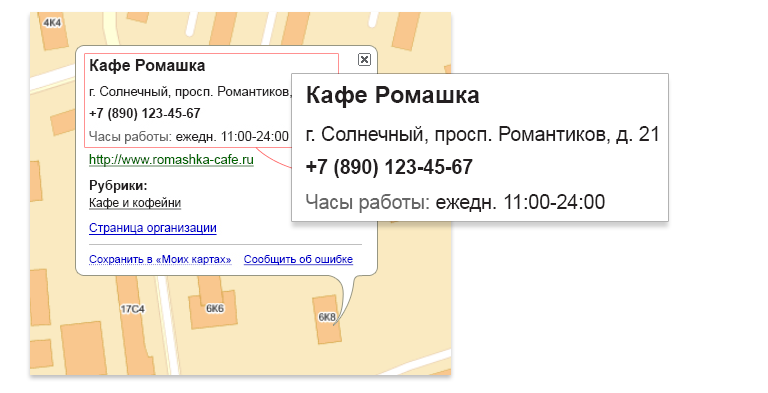 4К4
Кафе Ромашка
г. Солнечный, просп. Романтиков,
+7 (890) 123-45-67
Часы работы: ежедн. 11:00-24:00
http://www.romashka-cafe.ru
Рубрики:
Кафе и кофейни
Страница организации
Сохранить в «Моих картах» Сообщить об ошибке
Кафе Ромашка
г. Солнечный, просп. Романтиков, д. 21
+7 (890) 123-45-67
Часы работы: ежедн. 11:00-24:00
17С4
6К6
6К8